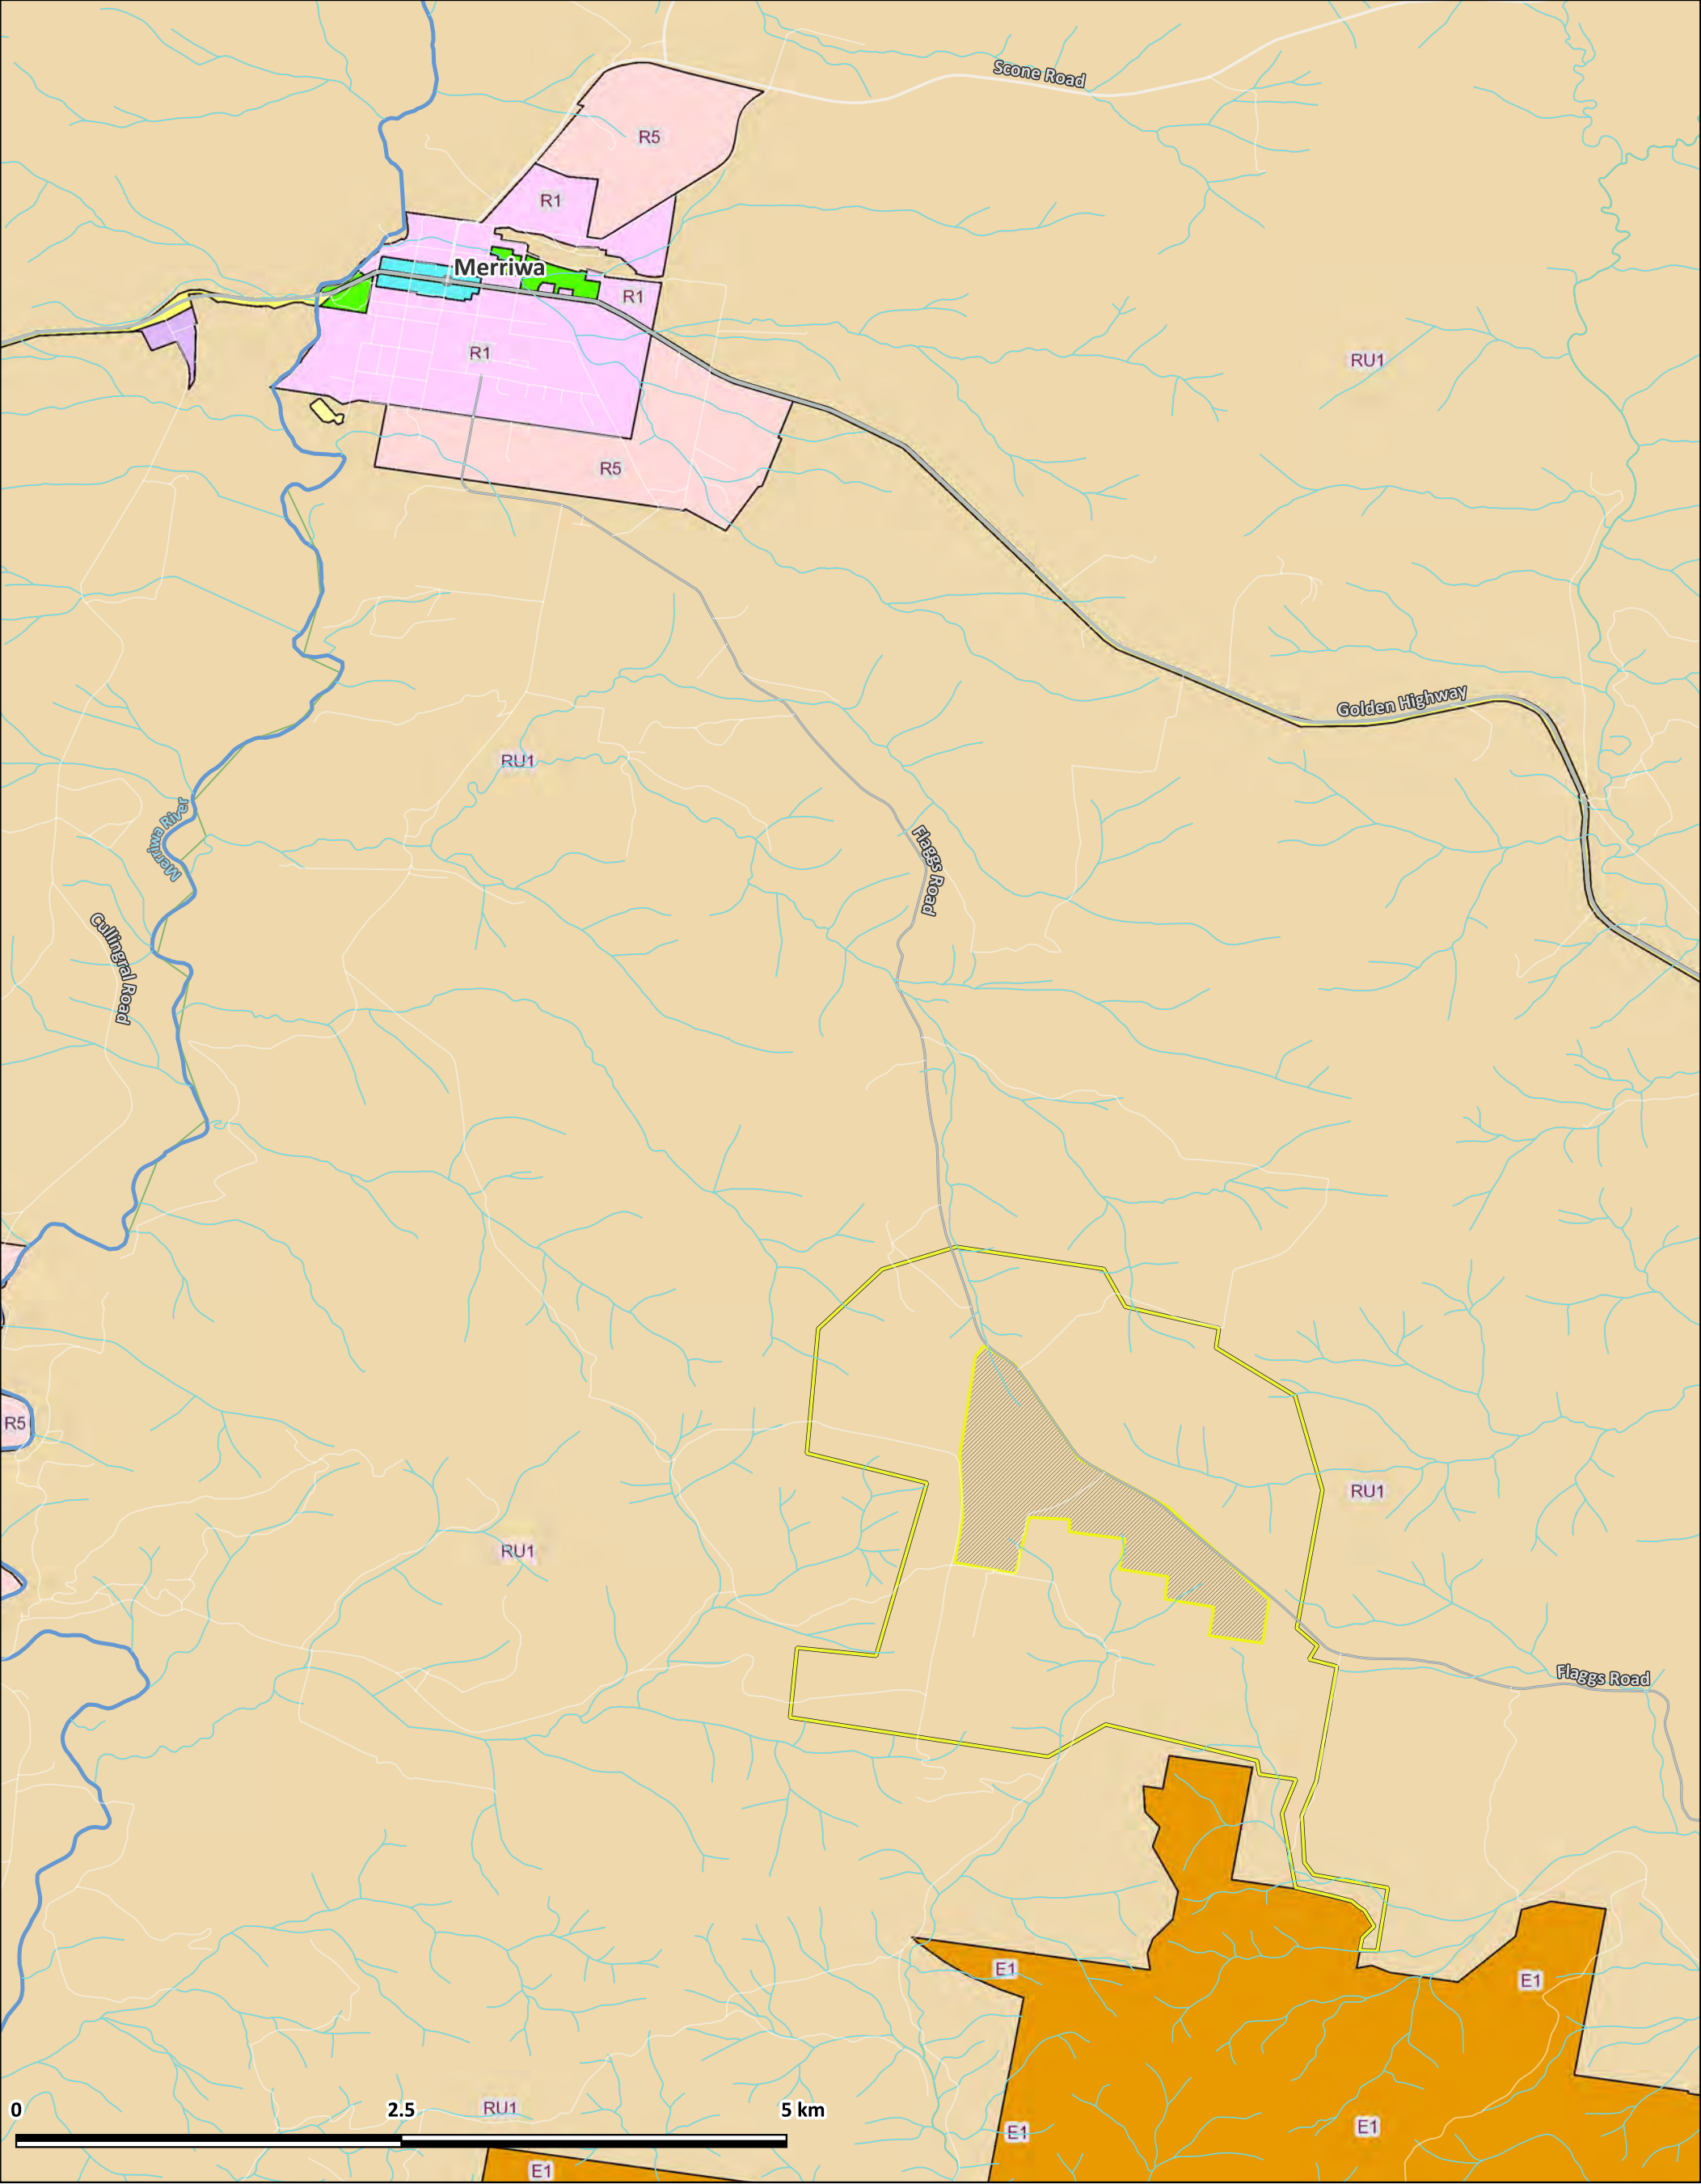 Scone Road
R5
R1
Merriwa
R1
R1
RU1
R5
Golden Highway
RU1
Merriwa River
Flaggs Road
Cullingral Road
R5
RU1
RU1
Flaggs Road
E1
E1
RU1
0 2.5 5 km
E1
E1
E1